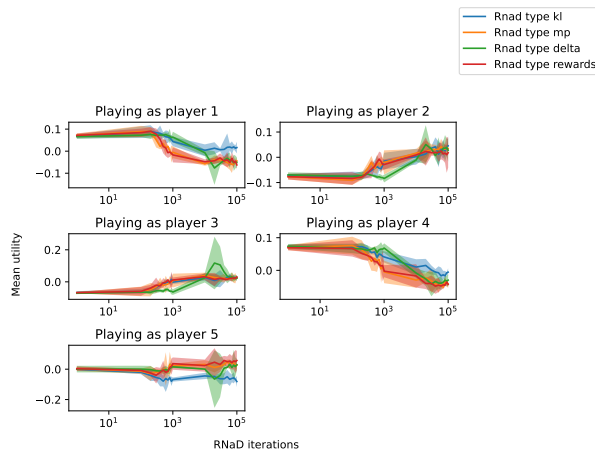 Rnad type kl
Rnad type mp
Rnad type delta
Rnad type rewards
Playing as player 1
0.1
0.0
−0.1
10¹ 10³ 10⁵
Playing as player 2
0.1
0.0
−0.1
10¹ 10³ 10⁵
Playing as player 3
0.2
0.0
10¹ 10³ 10⁵
Playing as player 4
0.1
0.0
10¹ 10³ 10⁵
Playing as player 5
0.0
−0.2
10¹ 10³ 10⁵
Mean utility
RNaD iterations